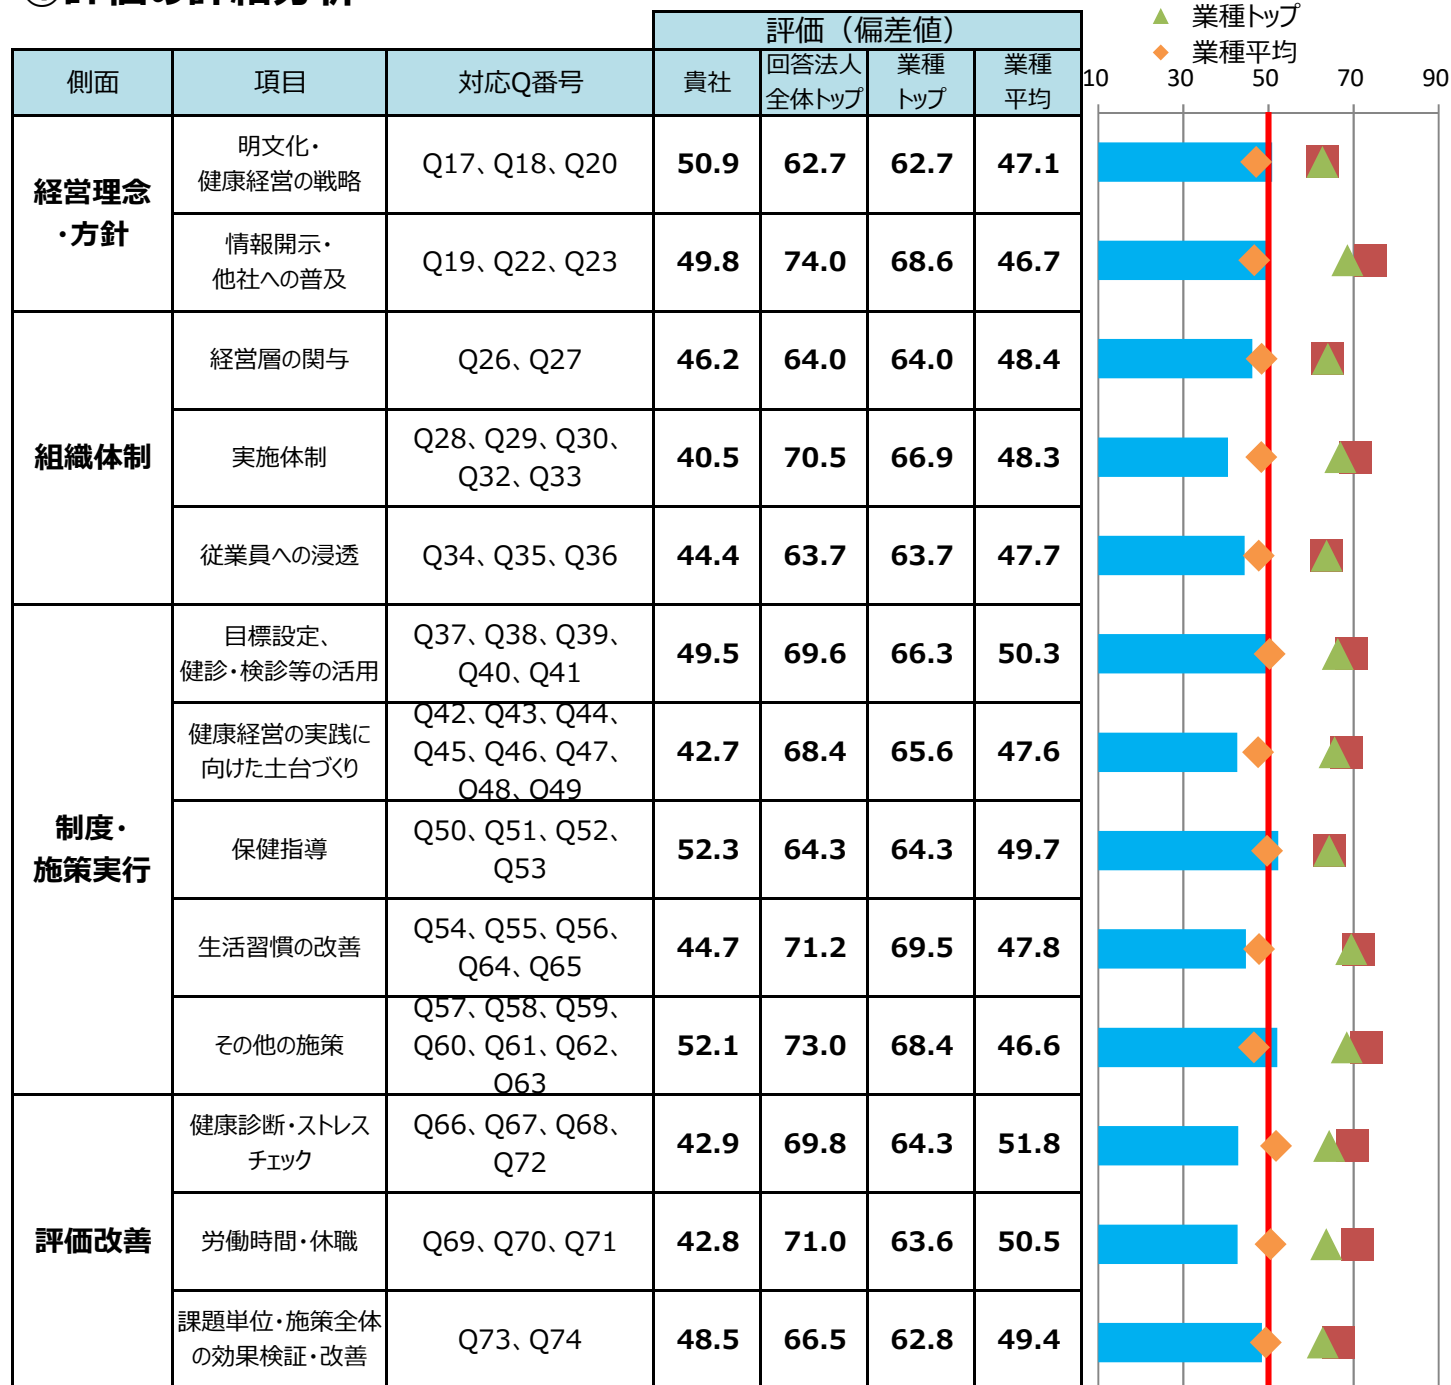 評価(偏差値)
▲ 業種トップ
◆ 業種平均
側面 項目 対応Q番号 貴社 回答法人 業種 業種
全体トップ トップ 平均
10 30 50 70 90
経営理念
・方針
明文化・
健康経営の戦略
Q17、Q18、Q20 50.9 62.7 62.7 47.1
情報開示・
他社への普及
Q19、Q22、Q23 49.8 74.0 68.6 46.7
組織体制
経営層の関与 Q26、Q27 46.2 64.0 64.0 48.4
実施体制
Q28、Q29、Q30、
Q32、Q33
40.5 70.5 66.9 48.3
従業員への浸透 Q34、Q35、Q36 44.4 63.7 63.7 47.7
制度・
施策実行
目標設定、
健診・検診等の活用
Q37、Q38、Q39、
Q40、Q41
49.5 69.6 66.3 50.3
健康経営の実践に
向けた土台づくり
Q42、Q43、Q44、
Q45、Q46、Q47、
Q48、Q49
42.7 68.4 65.6 47.6
保健指導
Q50、Q51、Q52、
Q53
52.3 64.3 64.3 49.7
生活習慣の改善
Q54、Q55、Q56、
Q64、Q65
44.7 71.2 69.5 47.8
その他の施策
Q57、Q58、Q59、
Q60、Q61、Q62、
Q63
52.1 73.0 68.4 46.6
評価改善
健康診断・ストレス
チェック
Q66、Q67、Q68、
Q72
42.9 69.8 64.3 51.8
労働時間・休職 Q69、Q70、Q71 42.8 71.0 63.6 50.5
課題単位・施策全体
の効果検証・改善
Q73、Q74 48.5 66.5 62.8 49.4